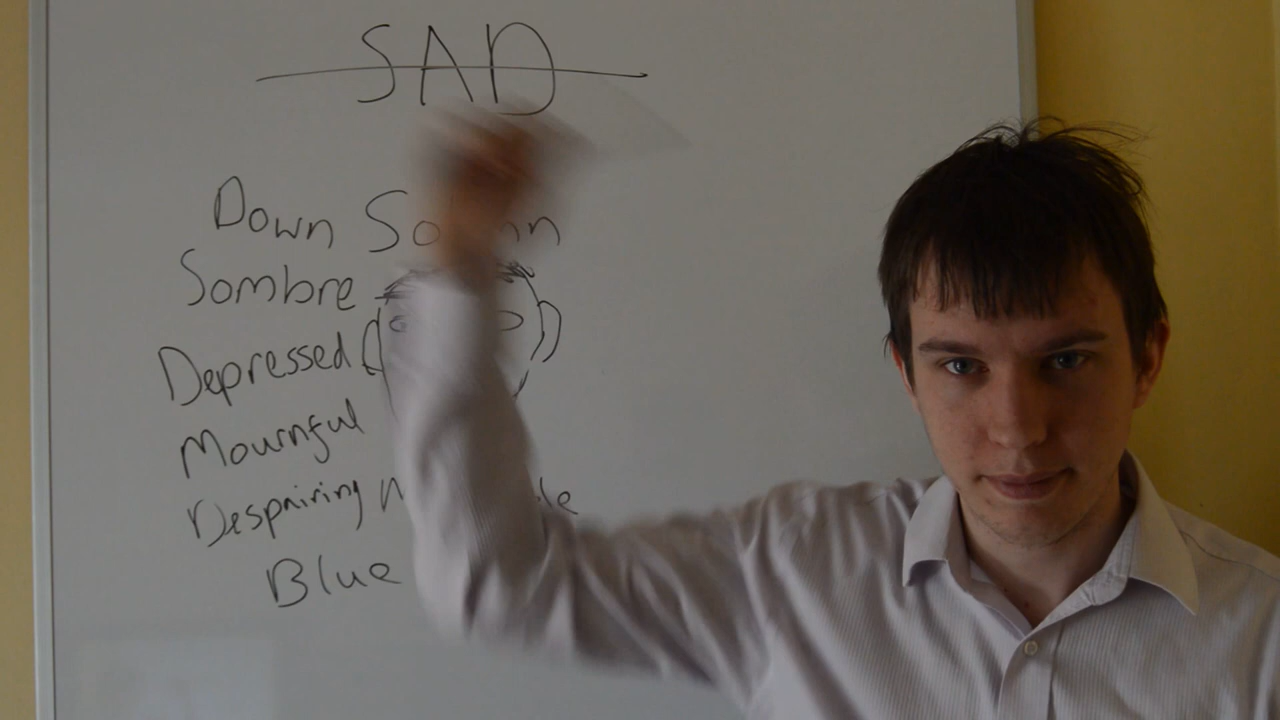 SAD
Down
Sombre
Depressed
Mournful
Despairing
Blue